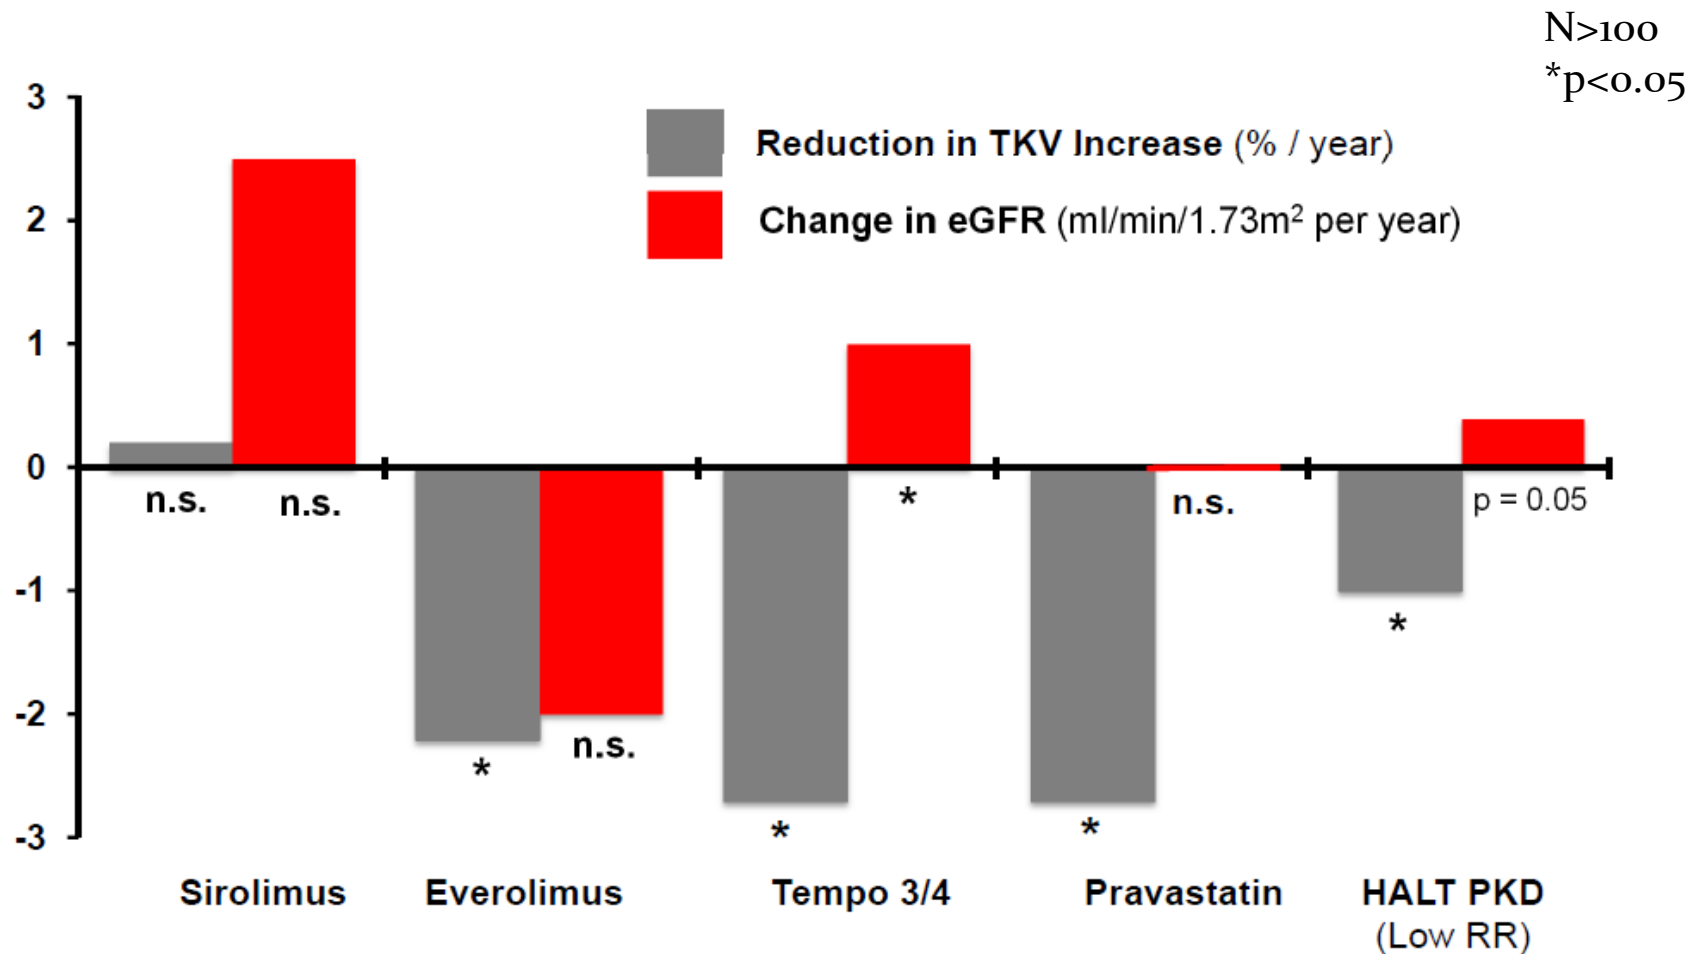 N>100
*p<0.05
3
2
1
0
-1
-2
-3
Reduction in TKV Increase (% / year)
Change in eGFR (ml/min/1.73m² per year)
n.s.
n.s.
*
n.s.
*
*
*
n.s.
*
p = 0.05
Sirolimus
Everolimus
Tempo 3/4
Pravastatin
HALT PKD
(Low RR)